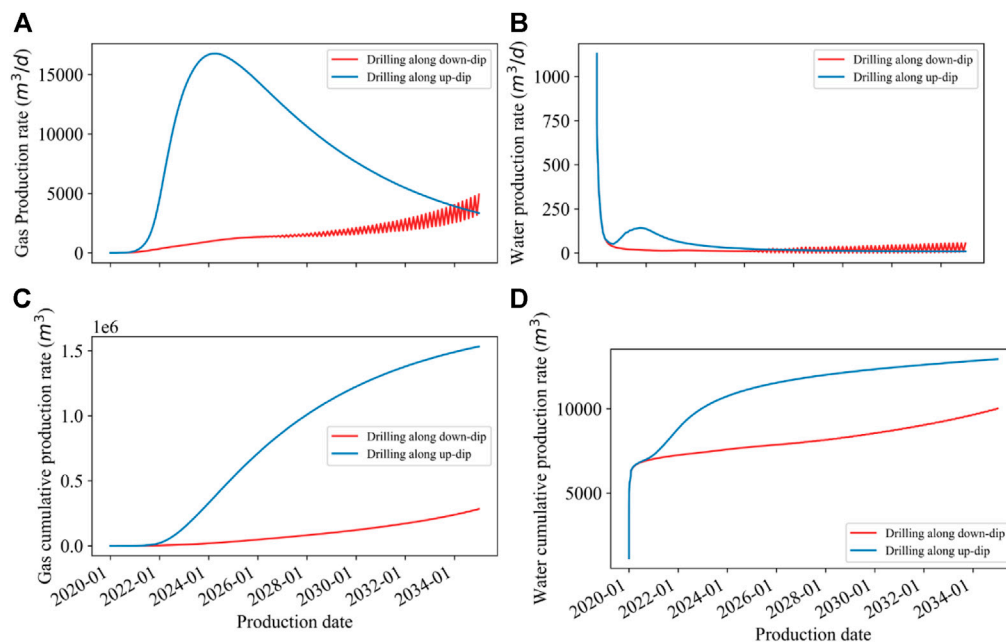 A
Gas Production rate (m³/d)
15000
10000
5000
0
Drilling along down-dip
Drilling along up-dip
B
Water production rate (m³/d)
1000
750
500
250
0
Drilling along down-dip
Drilling along up-dip
C
1e6
Gas cumulative production rate (m³)
1.5
1.0
0.5
0.0
Drilling along down-dip
Drilling along up-dip
2020-01
2022-01
2024-01
2026-01
2028-01
2030-01
2032-01
2034-01
Production date
D
Water cumulative production rate (m³)
10000
5000
Drilling along down-dip
Drilling along up-dip
2020-01
2022-01
2024-01
2026-01
2028-01
2030-01
2032-01
2034-01
Production date